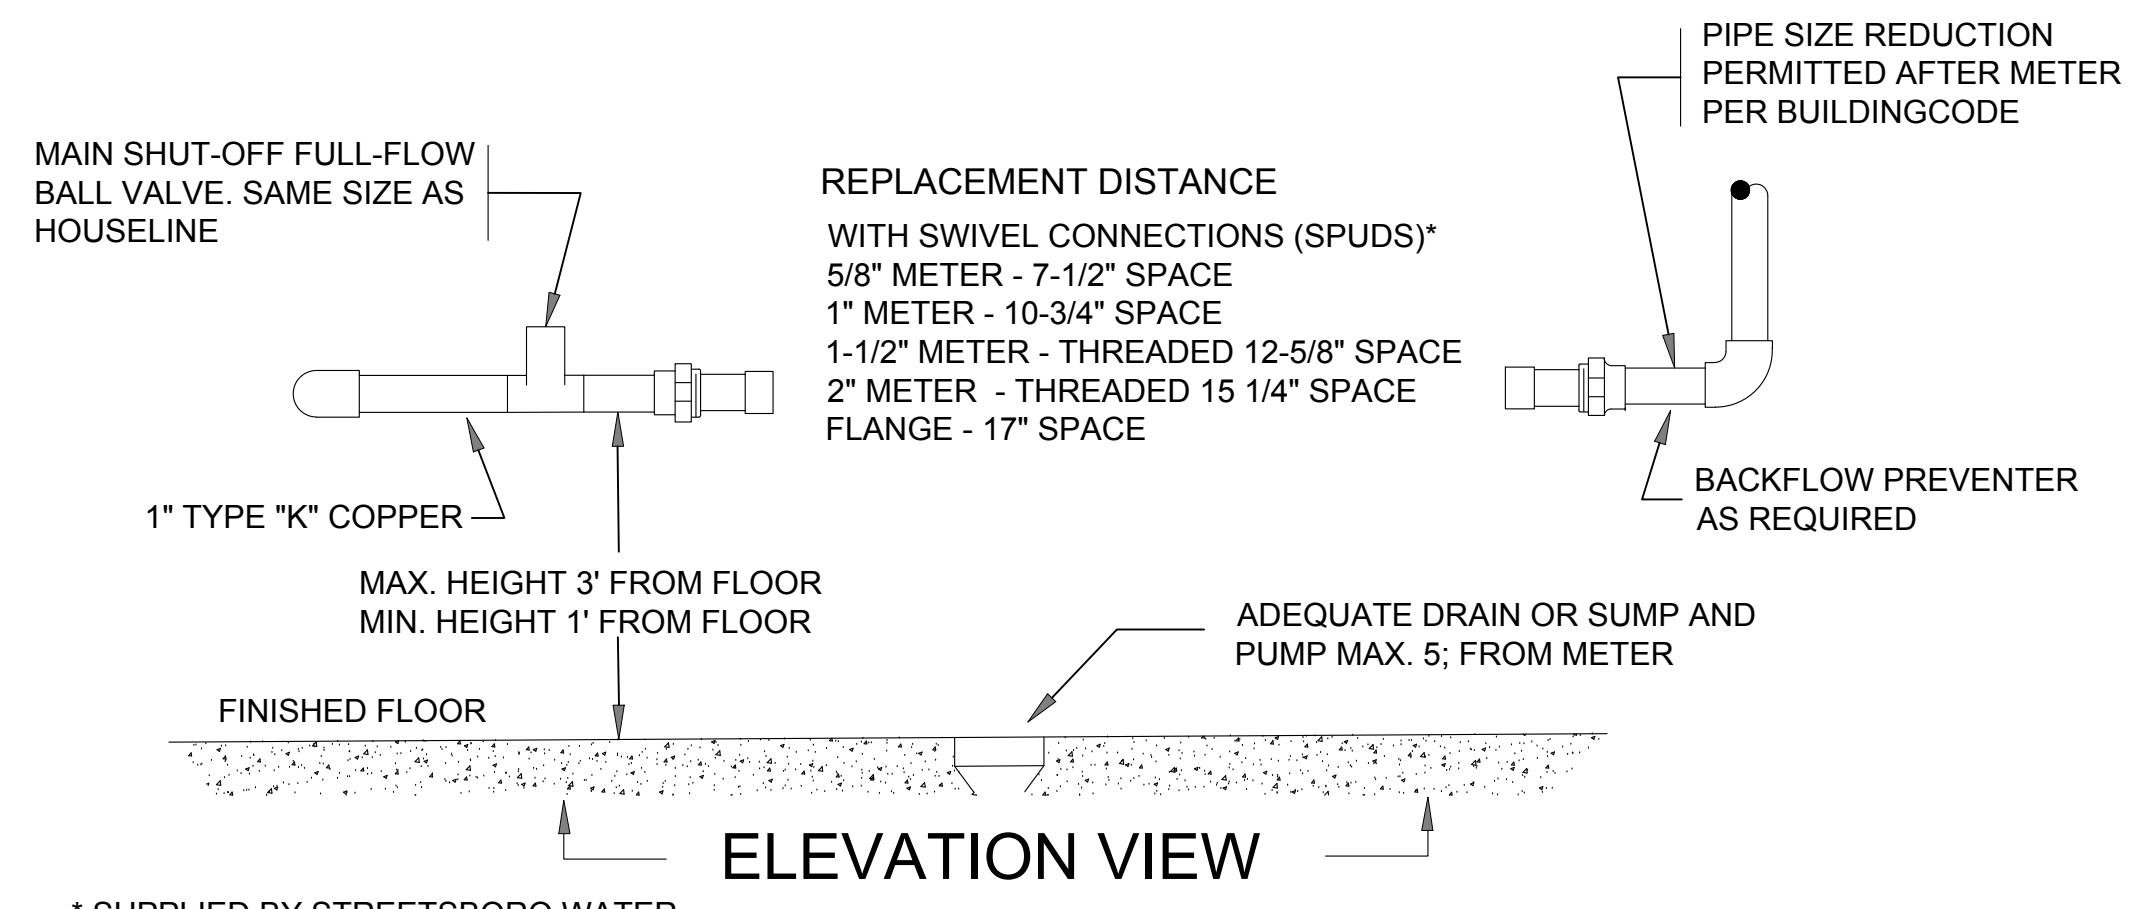 PIPE SIZE REDUCTION
PERMITTED AFTER METER
PER BUILDINGCODE
MAIN SHUT-OFF FULL-FLOW
BALL VALVE. SAME SIZE AS
HOUSELINE
REPLACEMENT DISTANCE
WITH SWIVEL CONNECTIONS (SPUDS)*
5/8" METER - 7-1/2" SPACE
1" METER - 10-3/4" SPACE
1-1/2" METER - THREADED 12-5/8" SPACE
2" METER - THREADED 15 1/4" SPACE
FLANGE - 17" SPACE
1" TYPE "K" COPPER
BACKFLOW PREVENTER
AS REQUIRED
MAX. HEIGHT 3' FROM FLOOR
MIN. HEIGHT 1' FROM FLOOR
ADEQUATE DRAIN OR SUMP AND
PUMP MAX. 5; FROM METER
FINISHED FLOOR
ELEVATION VIEW
* SUPPLIED BY STREETSBORO WATER